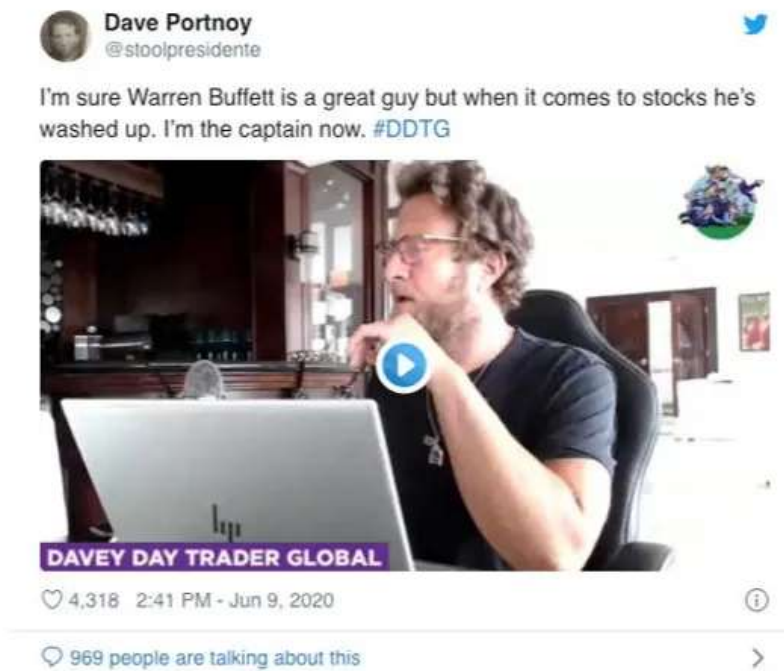 Dave Portnoy
@stoolpresidente
I'm sure Warren Buffett is a great guy but when it comes to stocks he's
washed up. I'm the captain now. #DDTG
hp
DAVEY DAY TRADER GLOBAL
4,318 2:41 PM - Jun 9, 2020
969 people are talking about this